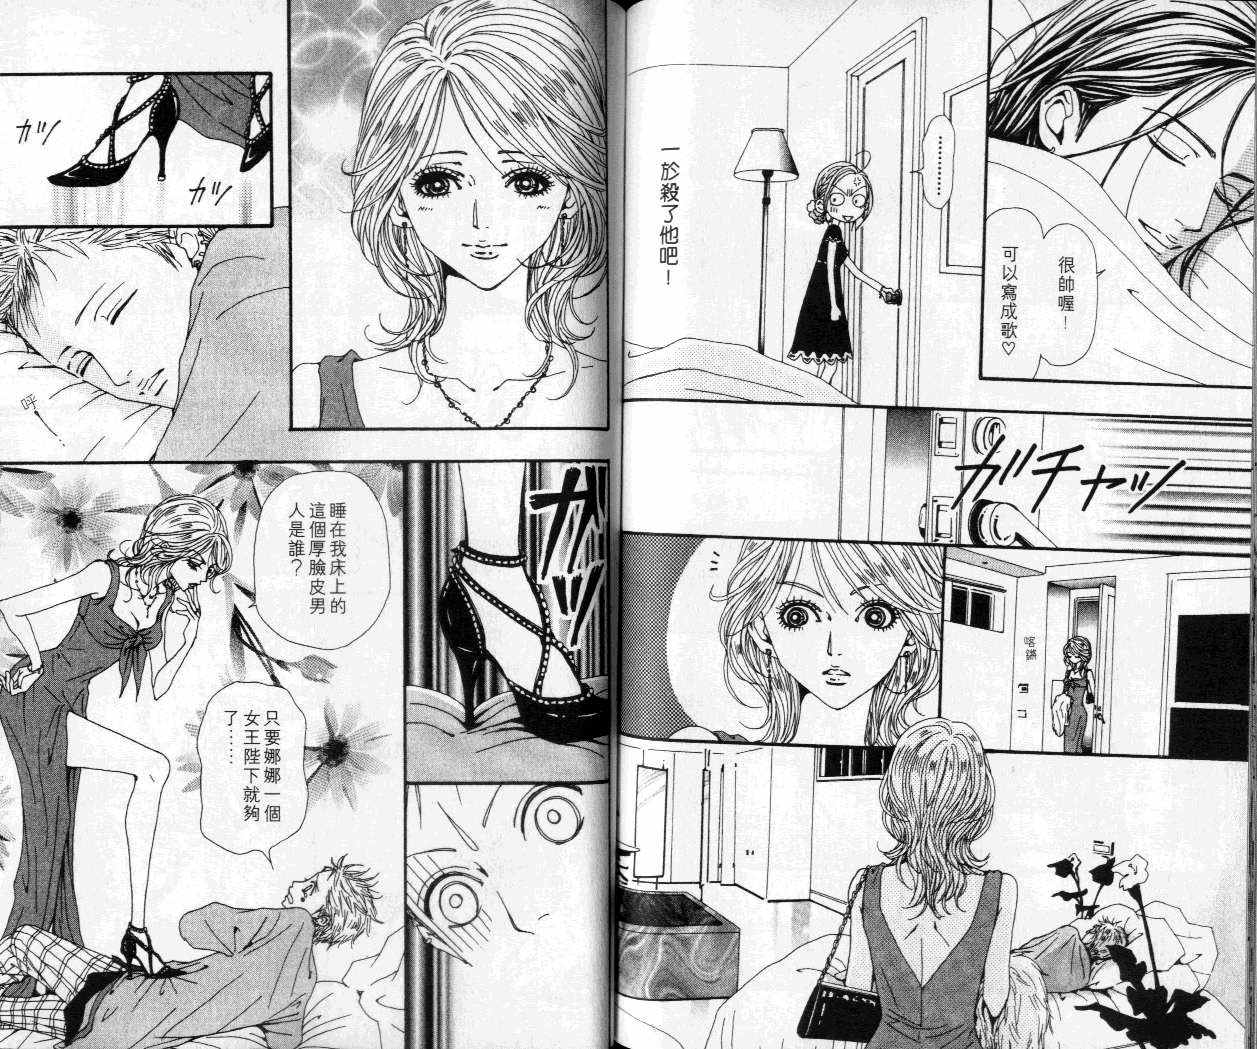 很帥喔！
可以寫成歌♡
………
一於殺了他吧！
ガチャッ
喀鏘
ガツ
ガツ
呼
ガッ
睡在我床上的
這個厚臉皮男
人是誰？
只要娜娜一個
女王陛下就夠
了……